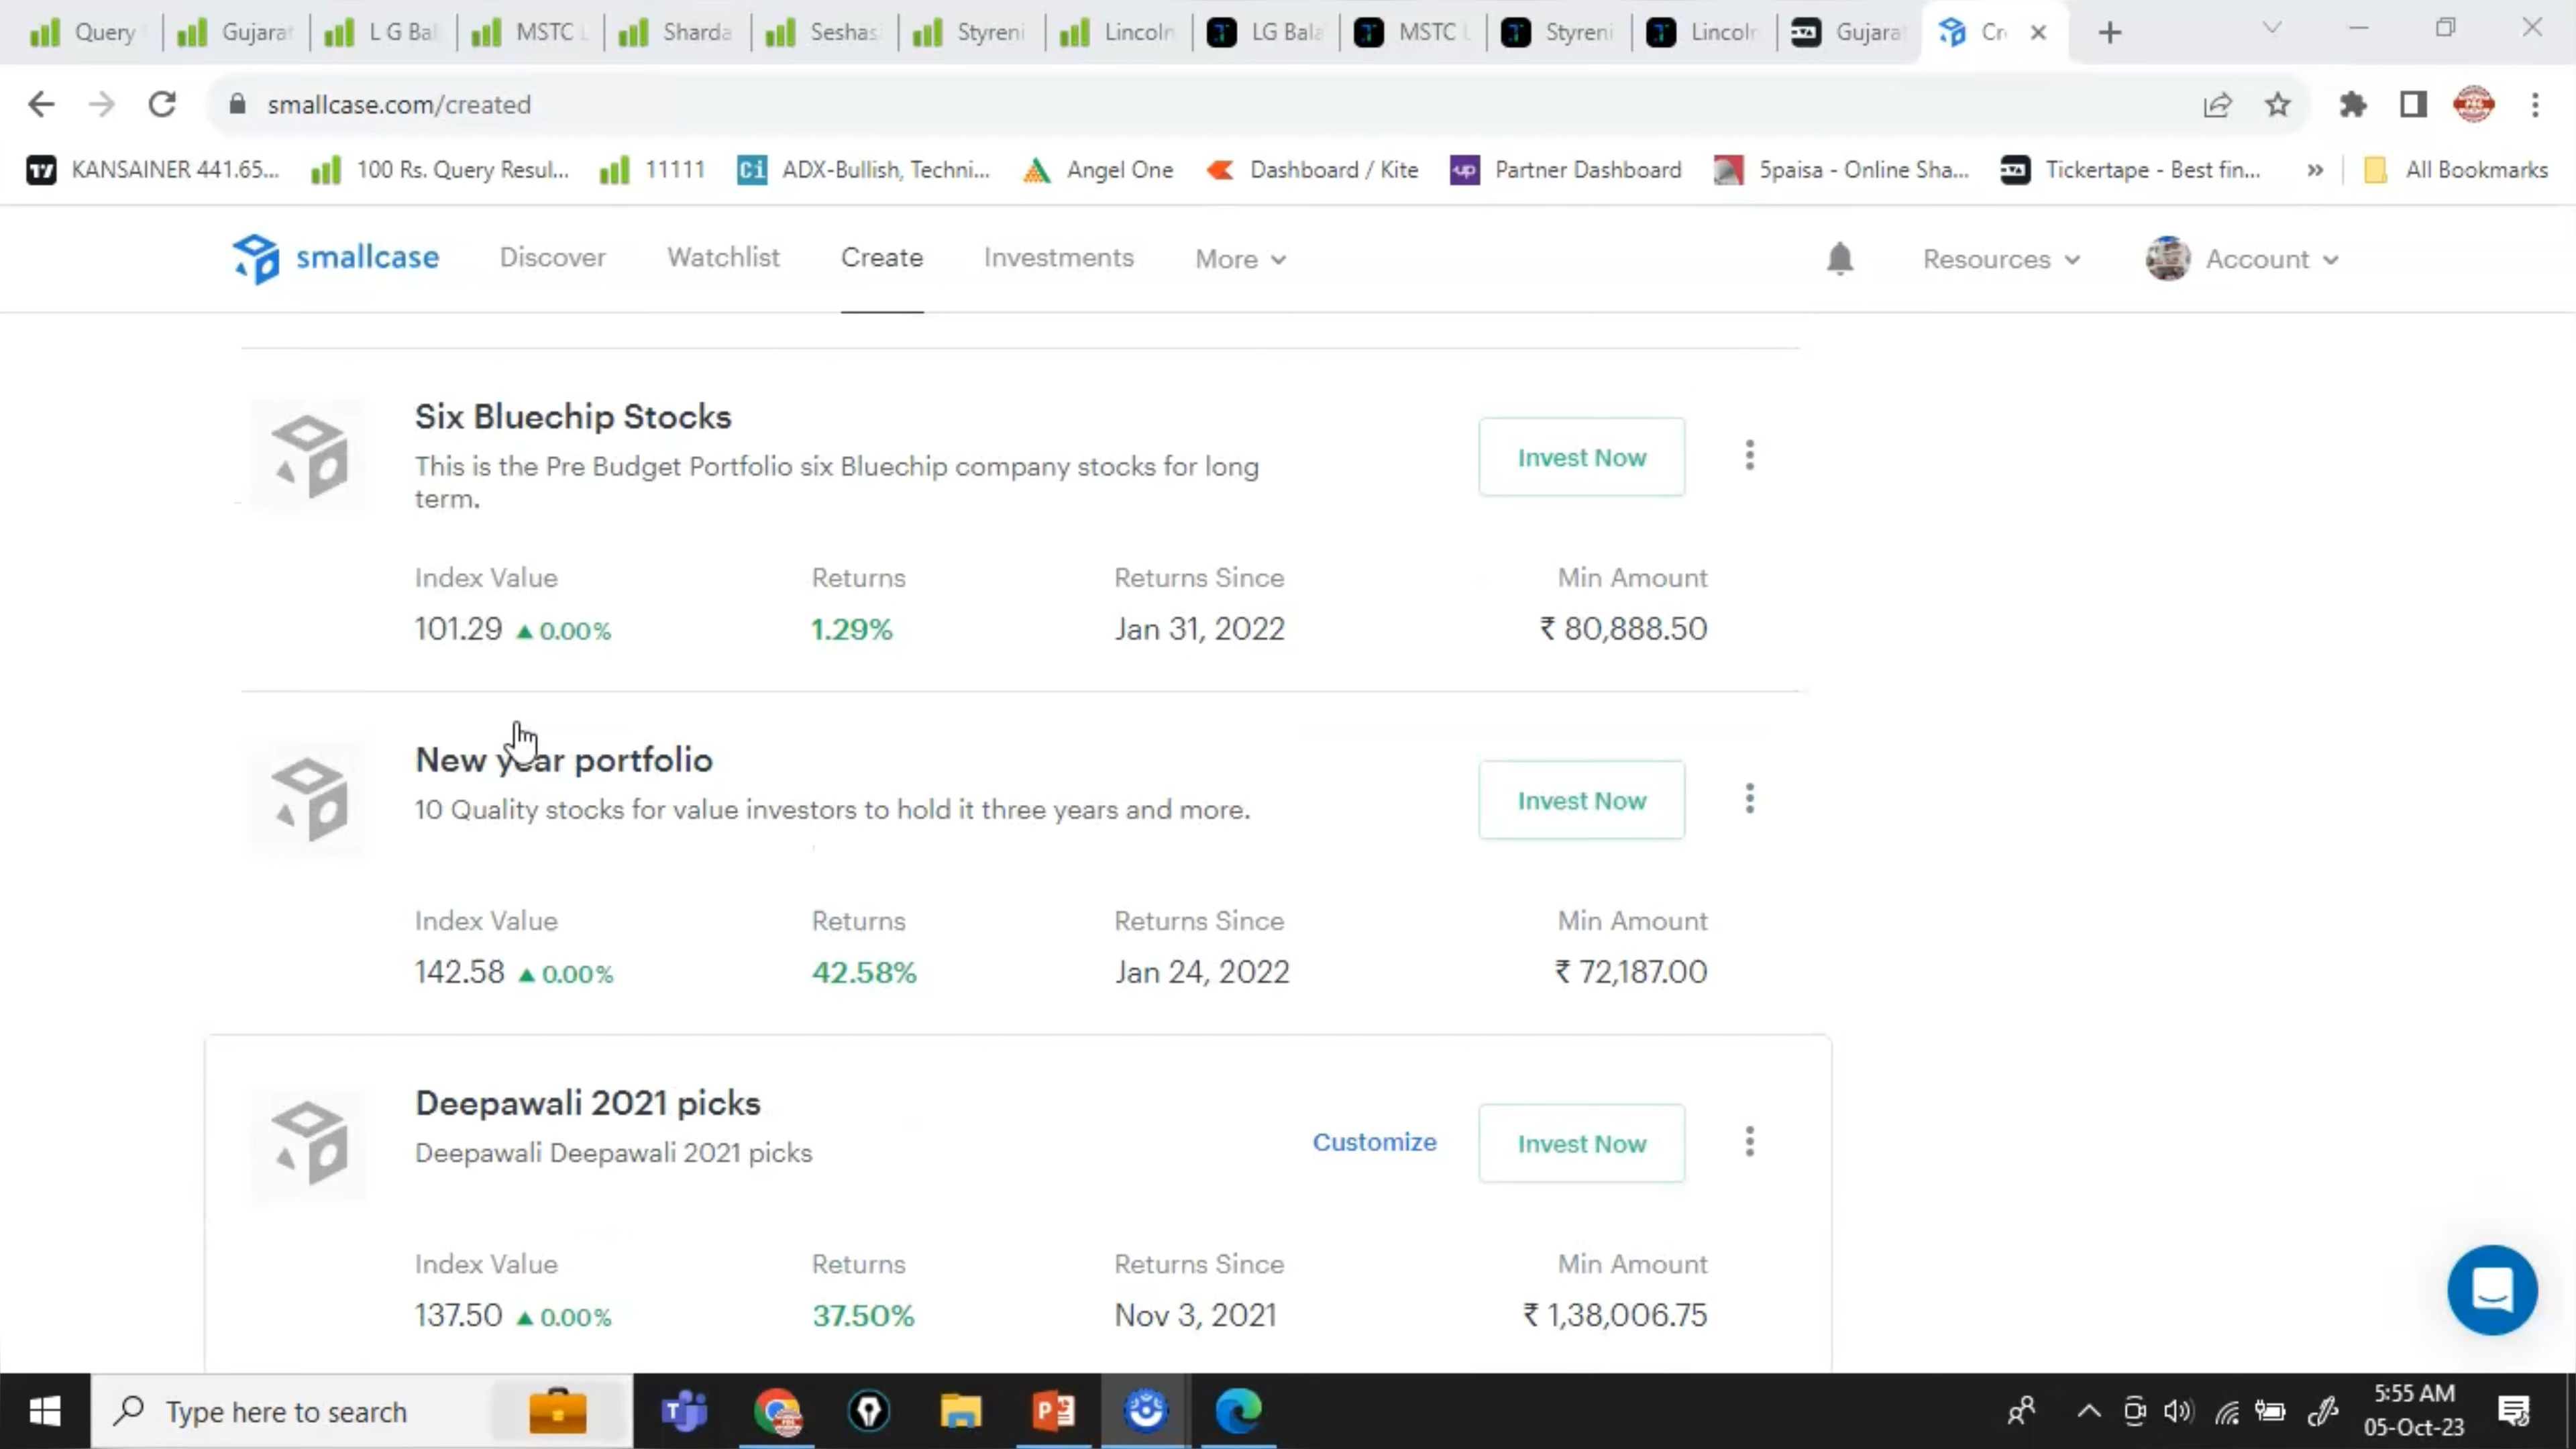 Query
Gujarat
L G Bal
MSTC L
Sharda
Seshas
Styreni
Lincoln
LG Bala
MSTC L
Styreni
Lincoln
Gujarat
Cr
smallcase.com/created
KANSAINER 441.65...
100 Rs. Query Resul...
11111
ADX-Bullish, Techni...
Angel One
Dashboard / Kite
Partner Dashboard
5paisa - Online Sha...
Tickertape - Best fin...
All Bookmarks
smallcase
Discover
Watchlist
Create
Investments
More
Resources
Account
Six Bluechip Stocks
This is the Pre Budget Portfolio six Bluechip company stocks for long
term.
Invest Now
Index Value
Returns
Returns Since
Min Amount
101.29 ▲ 0.00%
1.29%
Jan 31, 2022
₹ 80,888.50
New year portfolio
10 Quality stocks for value investors to hold it three years and more.
Invest Now
Index Value
Returns
Returns Since
Min Amount
142.58 ▲ 0.00%
42.58%
Jan 24, 2022
₹ 72,187.00
Deepawali 2021 picks
Deepawali Deepawali 2021 picks
Customize
Invest Now
Index Value
Returns
Returns Since
Min Amount
137.50 ▲ 0.00%
37.50%
Nov 3, 2021
₹ 1,38,006.75
Type here to search
5:55 AM
05-Oct-23